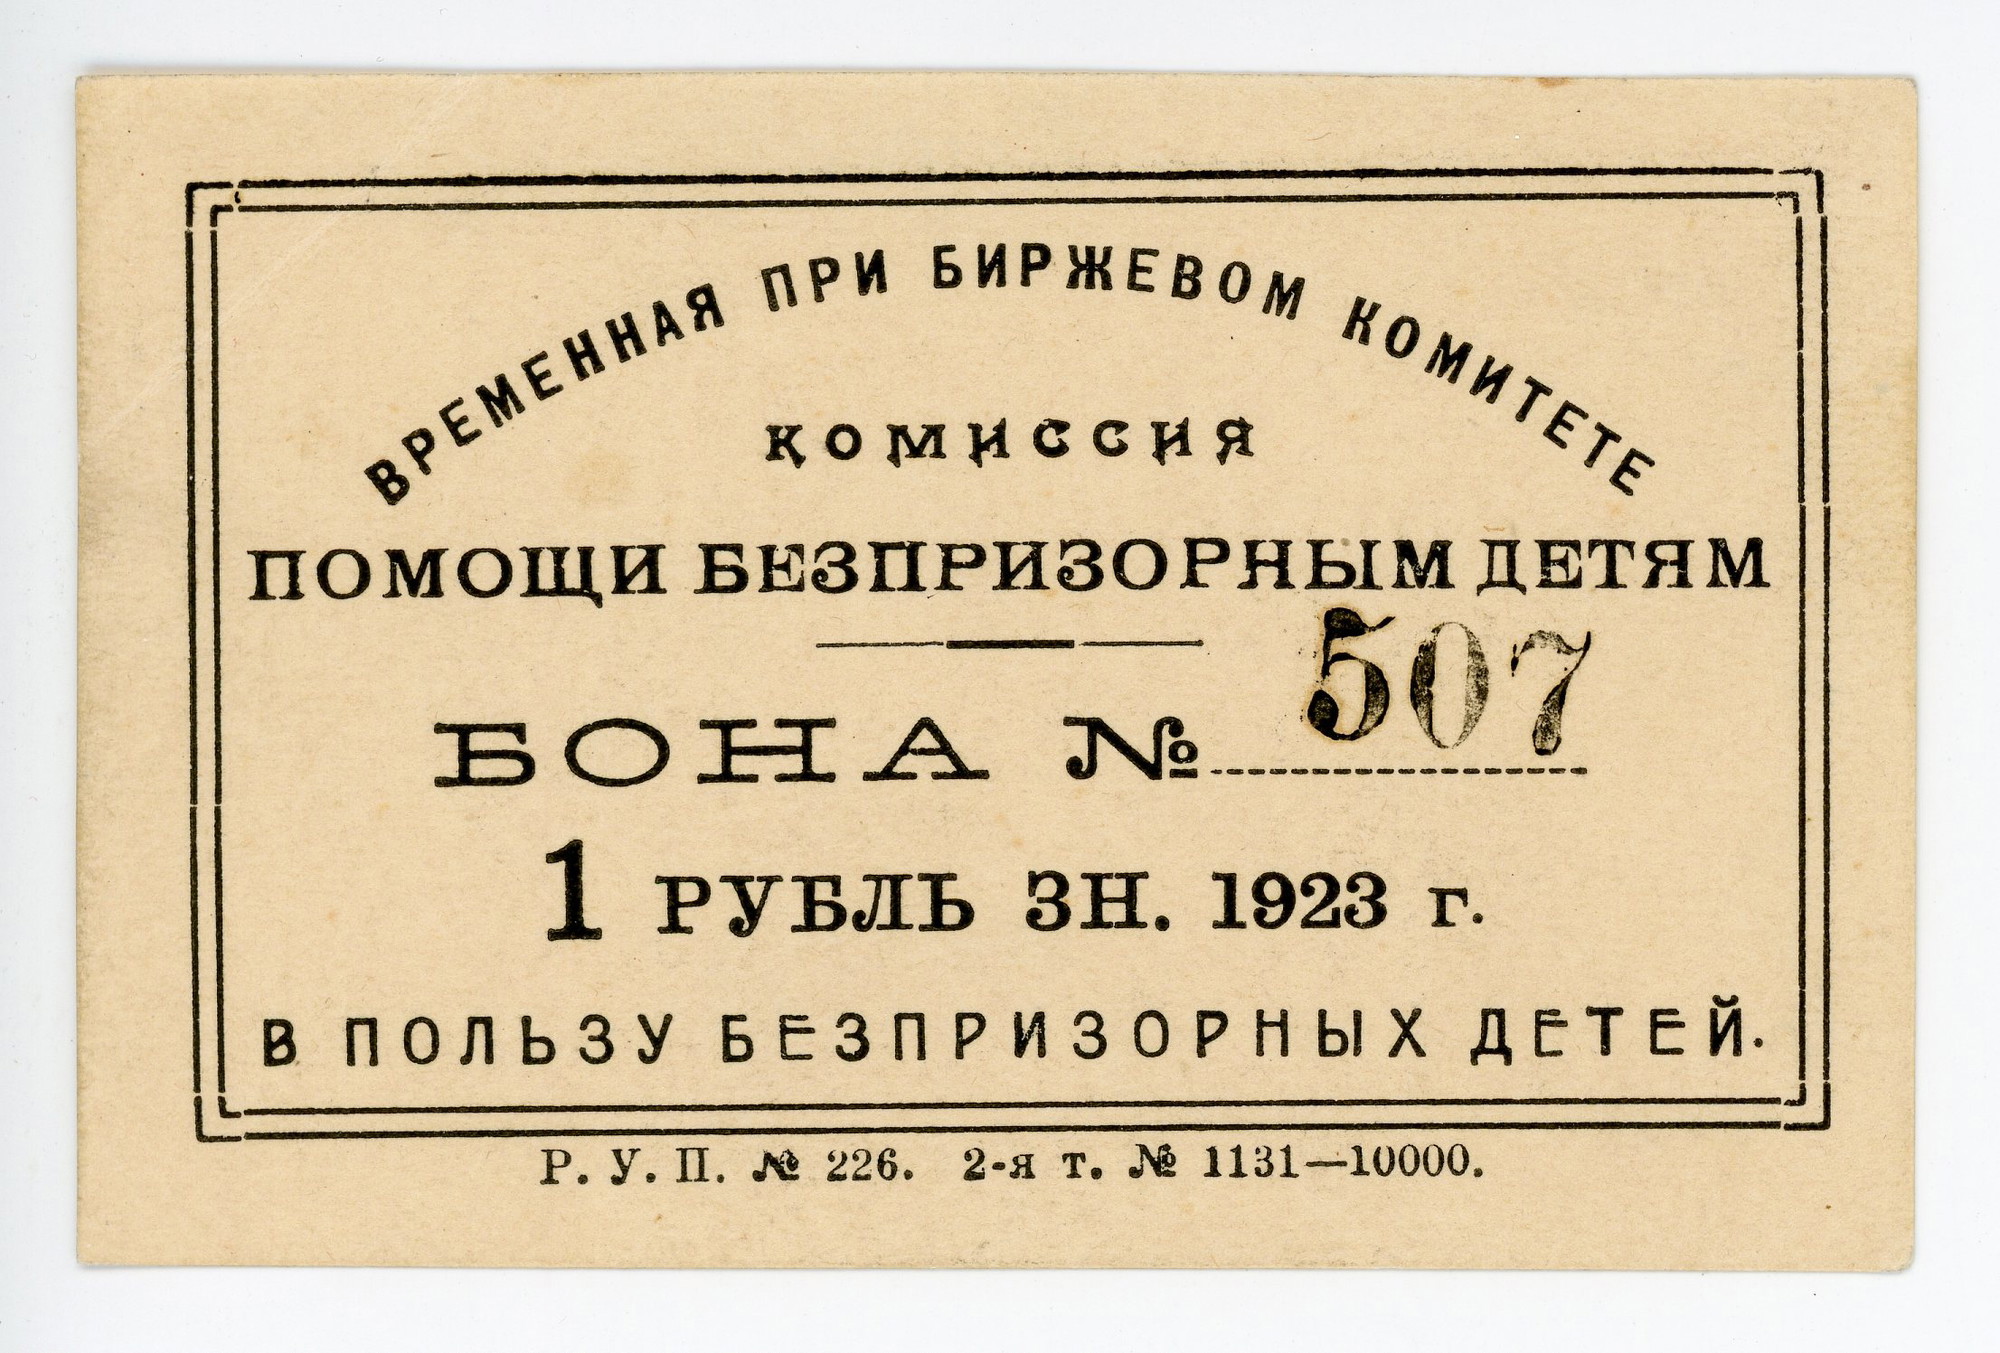 ВРЕМЕННАЯ ПРИ БИРЖЕВОМ КОМИТЕТЕ
КОМИССИЯ
ПОМОЩИ БЕЗПРИЗОРНЫМ ДЕТЯМ
БОНА № 507
1 РУБЛЬ ЗН. 1923 г.
В ПОЛЬЗУ БЕЗПРИЗОРНЫХ ДЕТЕЙ.
Р. У. П. № 226. 2-я т. № 1131—10000.